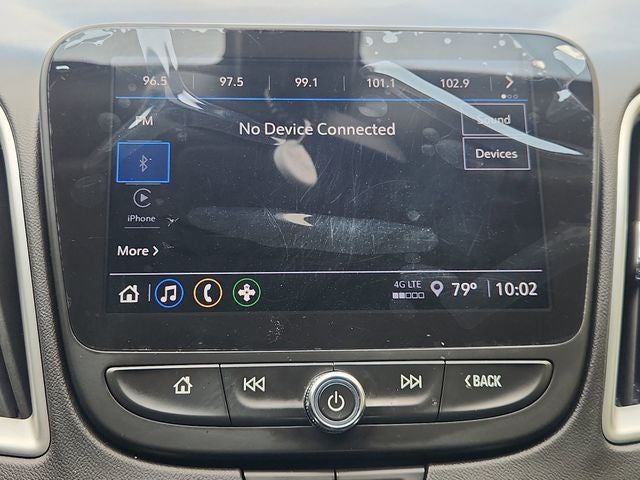 96.5 97.5 99.1 101.1 102.9
FM
No Device Connected
Sound
Devices
iPhone
More
4G LTE
79° 10:02
BACK